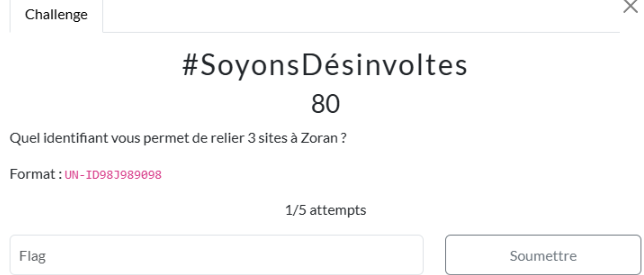 Challenge
#SoyonsDésinvoltes
80
Quel identifiant vous permet de relier 3 sites à Zoran ?
Format : UN-ID98J989098
1/5 attempts
Flag
Soumettre